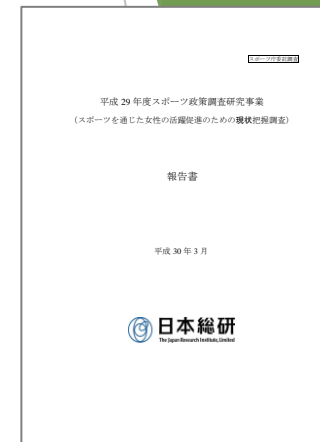 スポーツ庁委託調査
平成 29 年度スポーツ政策調査研究事業
（スポーツを通じた女性の活躍促進のための現状把握調査）
報告書
平成 30 年 3 月
日本総研
The Japan Research Institute, Limited